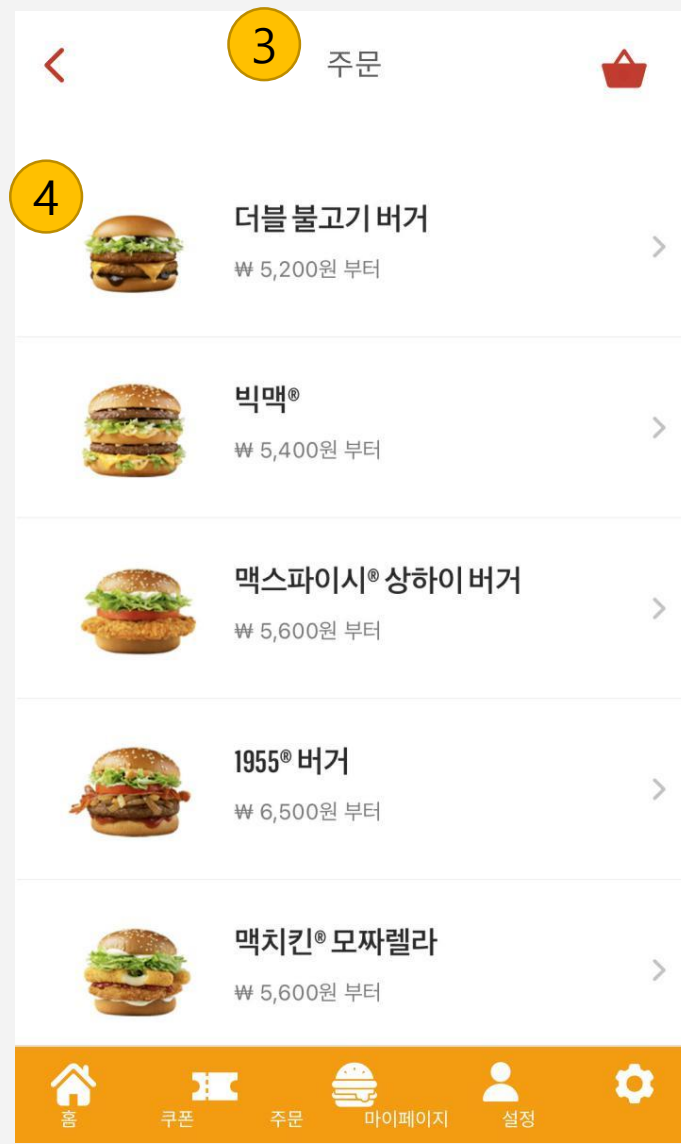 3
주문
4
더블 불고기 버거
₩ 5,200원 부터
빅맥®
₩ 5,400원 부터
맥스파이시® 상하이 버거
₩ 5,600원 부터
1955® 버거
₩ 6,500원 부터
맥치킨® 모짜렐라
₩ 5,600원 부터
홈 쿠폰 주문 마이페이지 설정